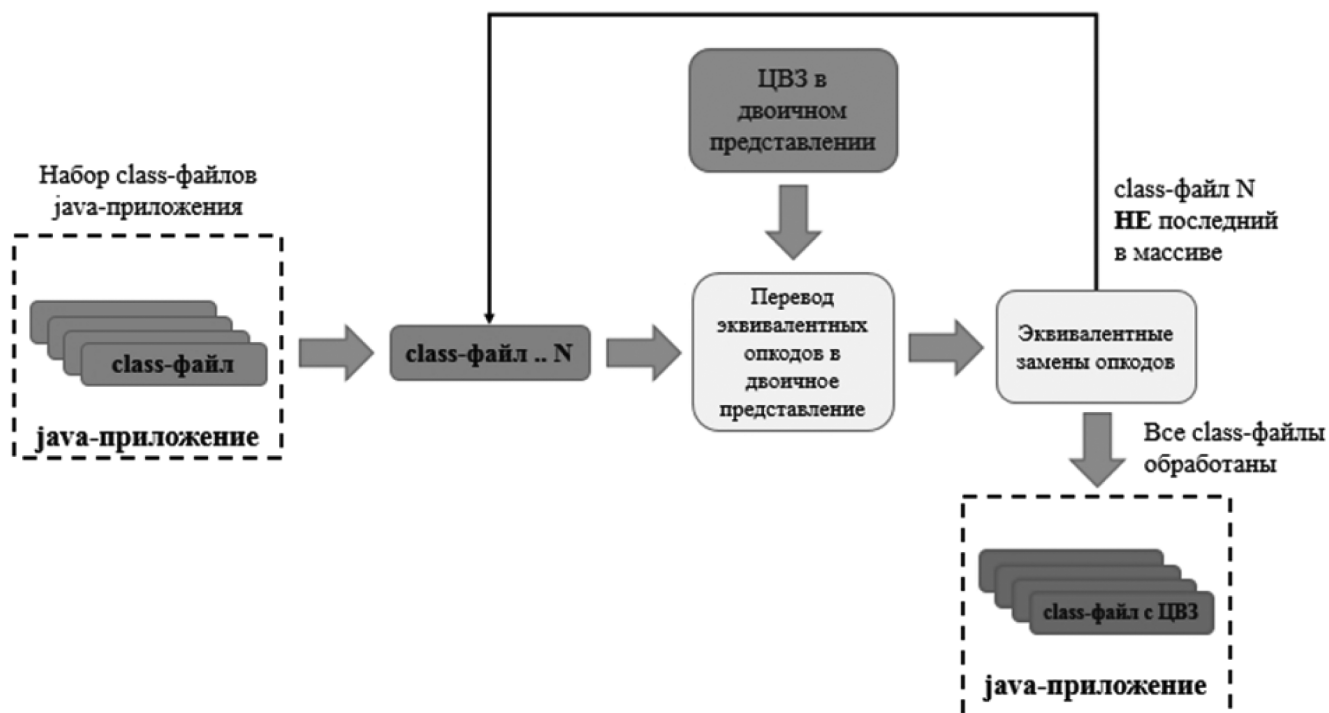 Набор class-файлов
java-приложения
class-файл
java-приложение
class-файл .. N
ЦВЗ в
двоичном
представлении
Перевод
эквивалентных
опкодов в
двоичное
представление
Эквивалентные
замены опкодов
class-файл N
НЕ последний
в массиве
Все class-файлы
обработаны
class-файл с ЦВЗ
java-приложение